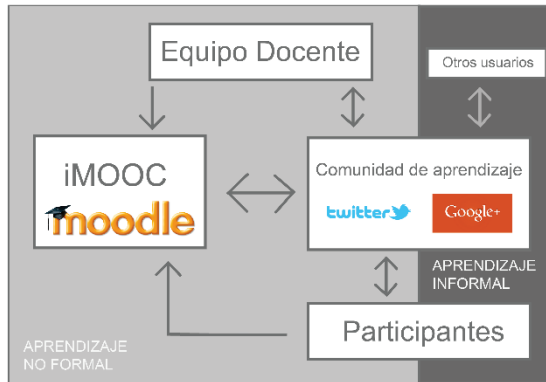 Equipo Docente
Otros usuarios
iMOOC
moodle
Comunidad de aprendizaje
twitter
Google+
APRENDIZAJE
INFORMAL
Participantes
APRENDIZAJE
NO FORMAL